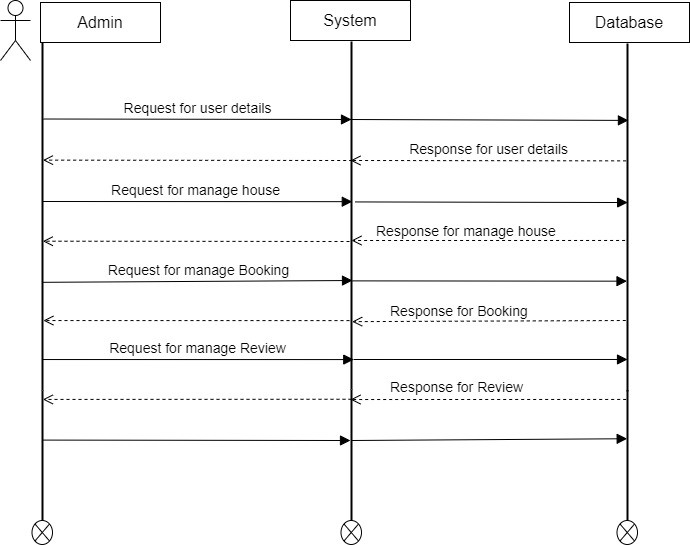 Admin
System
Database
Request for user details
Response for user details
Request for manage house
Response for manage house
Request for manage Booking
Response for Booking
Request for manage Review
Response for Review